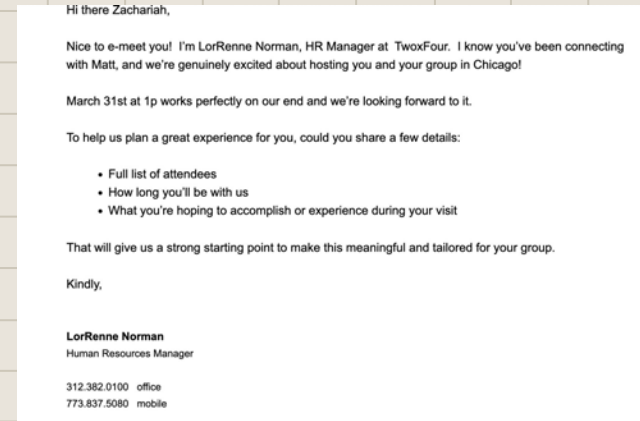 Hi there Zachariah,
Nice to e-meet you!  I'm LorRenne Norman, HR Manager at  TwoxFour.  I know you've been connecting
with Matt, and we're genuinely excited about hosting you and your group in Chicago!
March 31st at 1p works perfectly on our end and we're looking forward to it.
To help us plan a great experience for you, could you share a few details:
• Full list of attendees
• How long you'll be with us
• What you're hoping to accomplish or experience during your visit
That will give us a strong starting point to make this meaningful and tailored for your group.
Kindly,
LorRenne Norman
Human Resources Manager
312.382.0100  office
773.837.5080  mobile